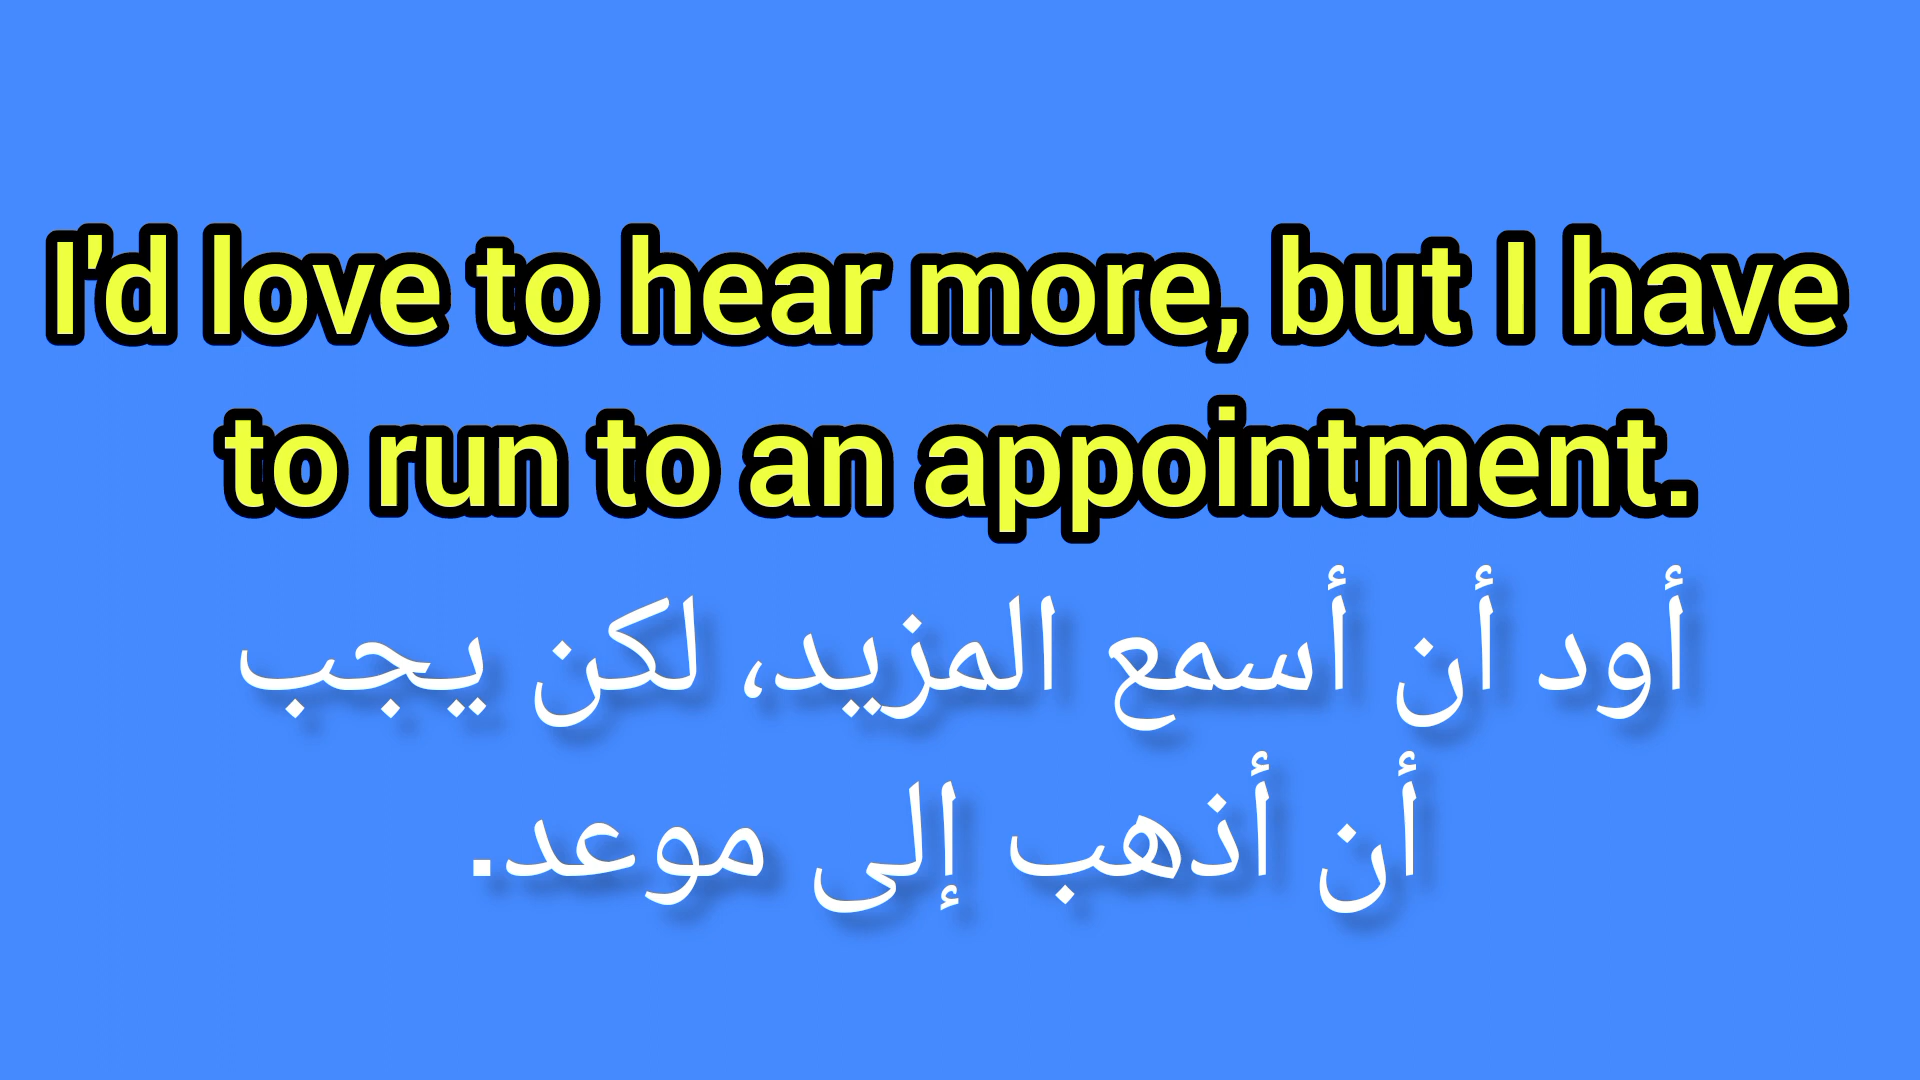 I'd love to hear more, but I have
to run to an appointment.
أود أن أسمع المزيد، لكن يجب
أن أذهب إلى موعد.